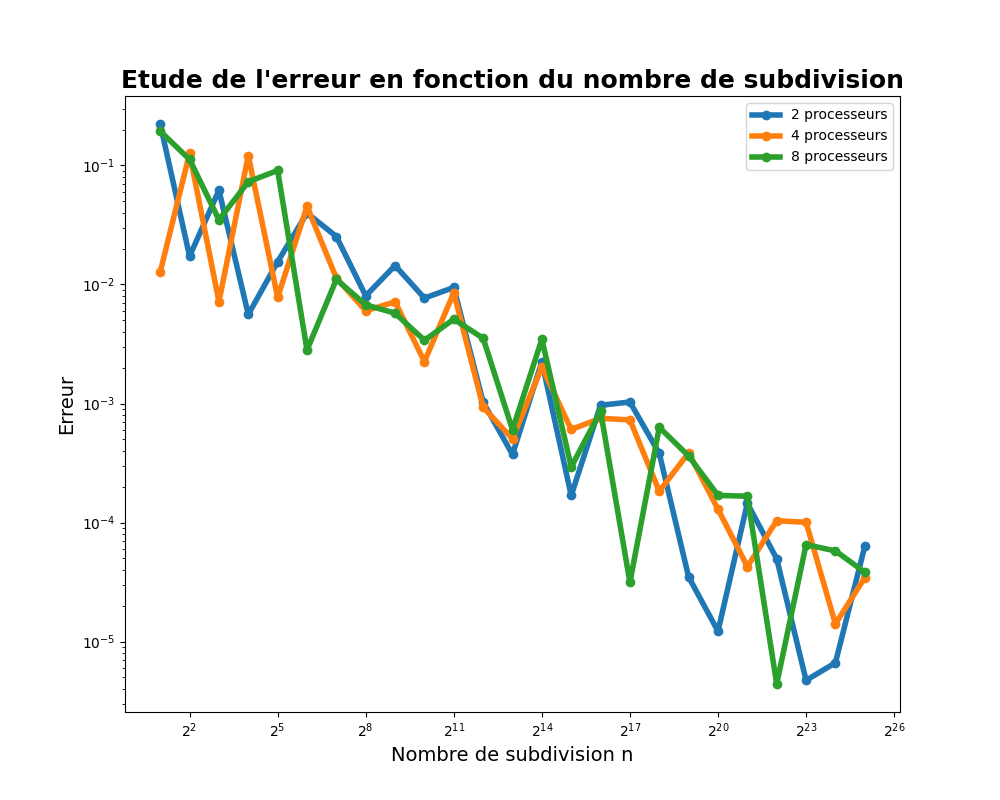 Etude de l'erreur en fonction du nombre de subdivision
2 processeurs
4 processeurs
8 processeurs
Erreur
10⁻¹
10⁻²
10⁻³
10⁻⁴
10⁻⁵
2² 2⁵ 2⁸ 2¹¹ 2¹⁴ 2¹⁷ 2²⁰ 2²³ 2²⁶
Nombre de subdivision n